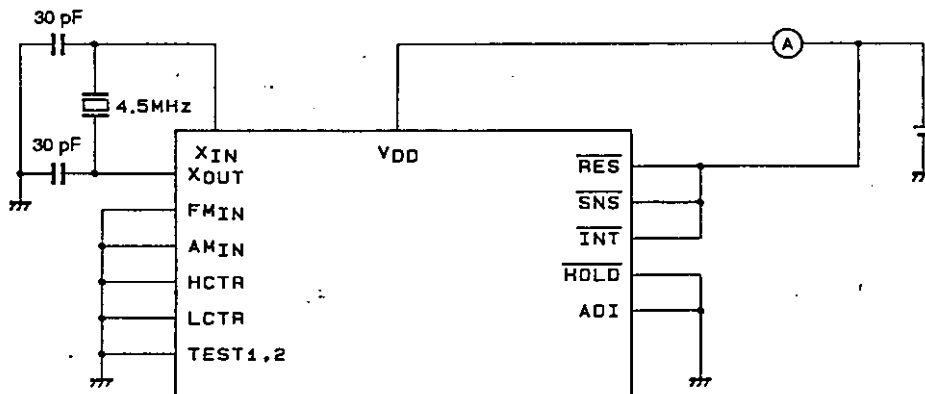 30 pF
A
4.5MHz
30 pF
XIN
VDD
XOUT
RES
FMIN
SNS
AMIN
INT
HCTR
HOLD
LCTR
ADI
TEST1,2